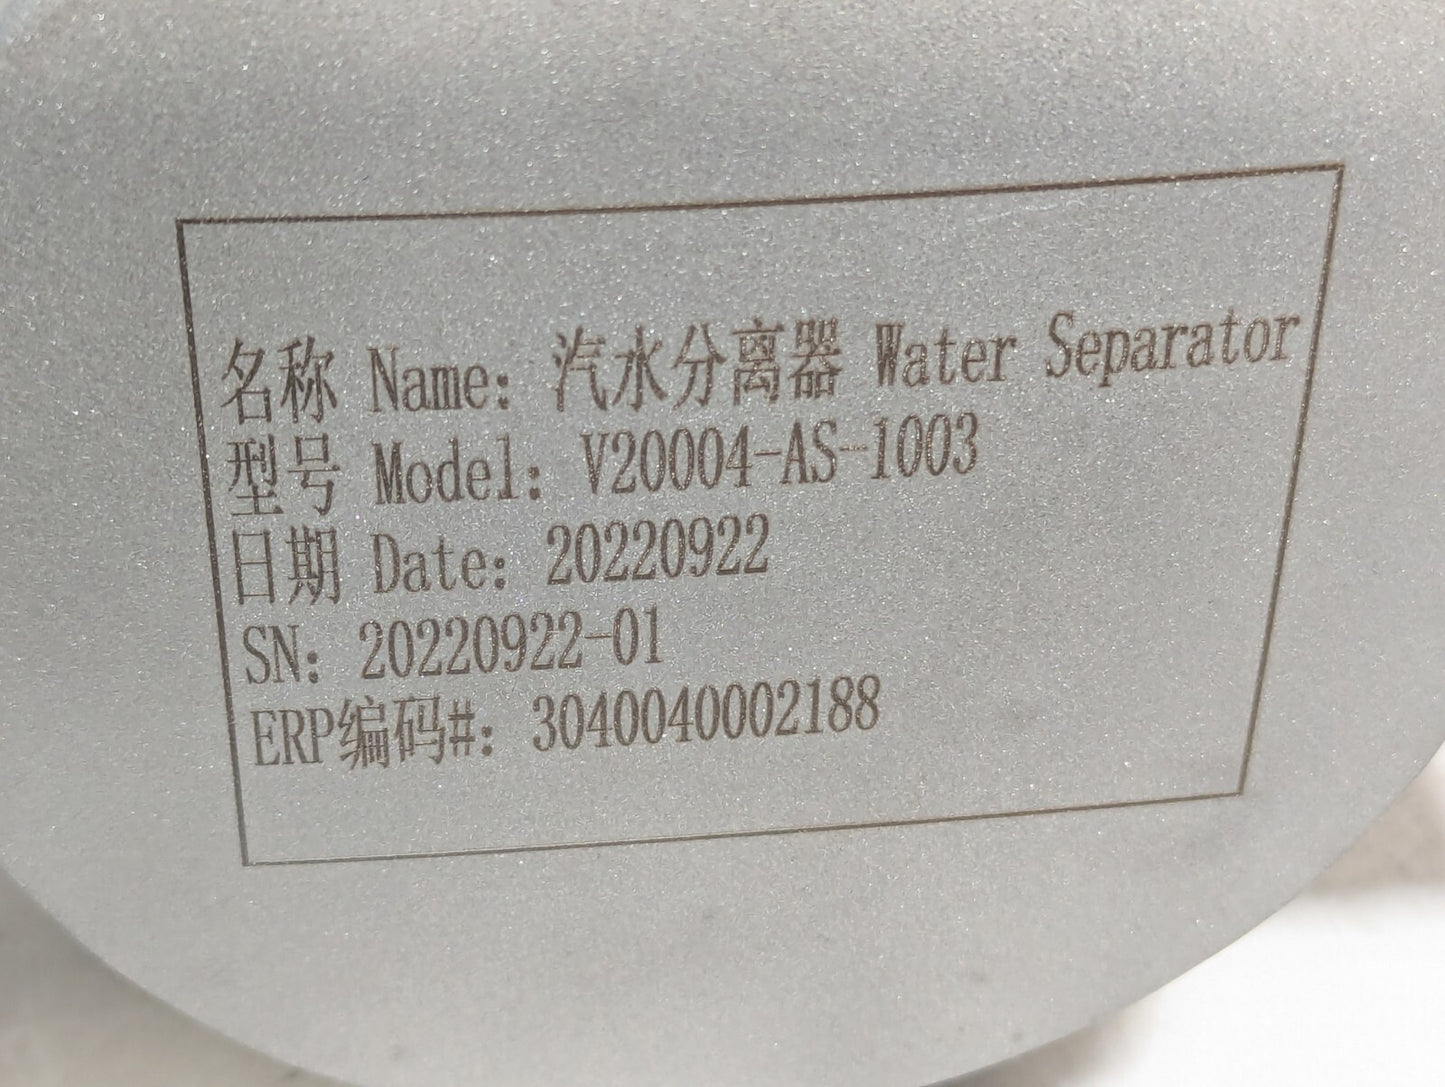 名称 Name: 汽水分离器 Water Separator
型号 Model: V20004-AS-1003
日期 Date: 20220922
SN: 20220922-01
ERP编码#: 3040040002188